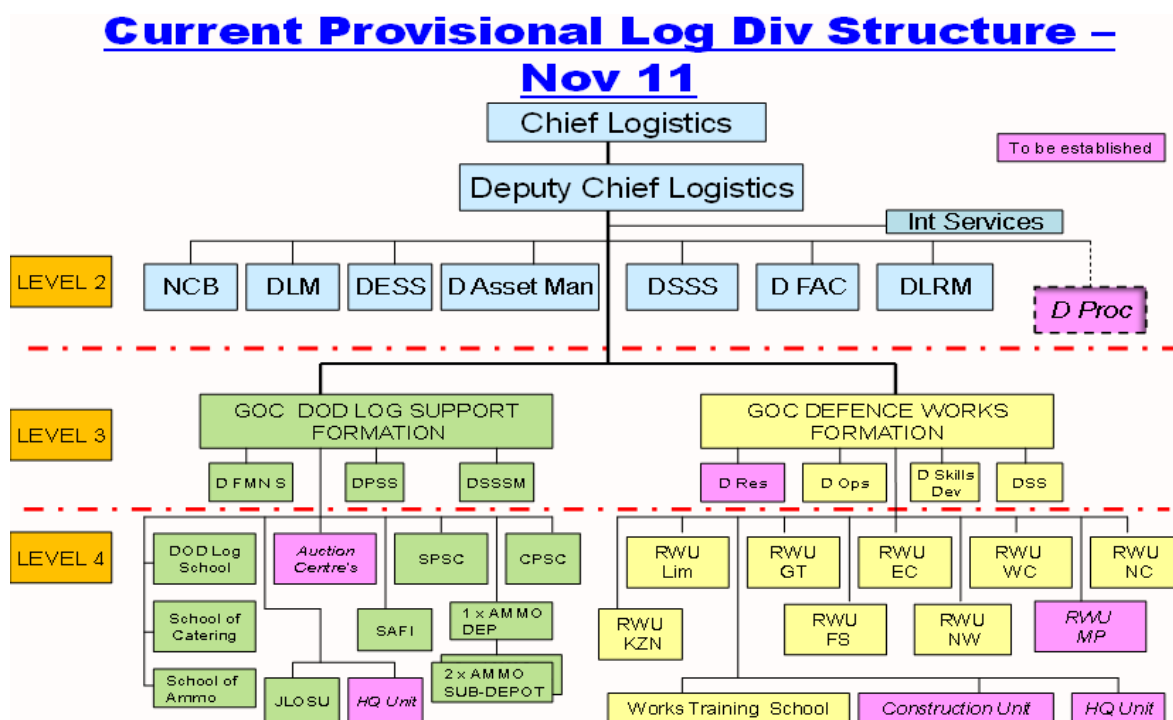 Current Provisional Log Div Structure –
Nov 11
Chief Logistics
To be established
Deputy Chief Logistics
Int Services
LEVEL 2
NCB
DLM
DESS
D Asset Man
DSSS
D FAC
DLRM
D Proc
LEVEL 3
GOC DOD LOG SUPPORT
FORMATION
GOC DEFENCE WORKS
FORMATION
D FMN S
DPSS
DSSSM
D Res
D Ops
D Skills
Dev
DSS
LEVEL 4
DOD Log
School
Auction
Centre's
SPSC
CPSC
RWU
Lim
RWU
GT
RWU
EC
RWU
WC
RWU
NC
School of
Catering
SAFI
1 x AMMO
DEP
RWU
KZN
RWU
FS
RWU
NW
RWU
MP
School of
Ammo
JLOSU
HQ Unit
2 x AMMO
SUB-DEPOT
Works Training School
Construction Unit
HQ Unit